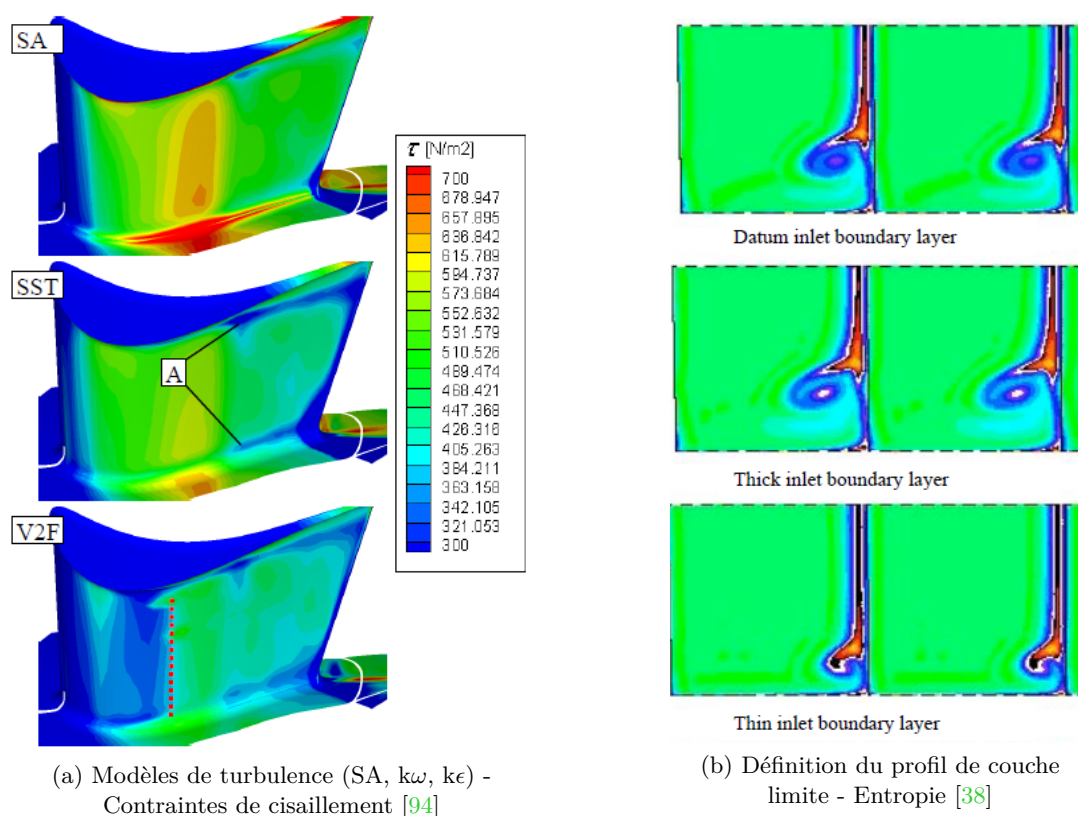 SA
τ [N/m2]
700
678.947
657.895
636.842
615.789
594.737
573.684
552.632
531.579
510.526
489.474
468.421
447.368
426.316
405.263
384.211
363.158
342.105
321.053
300
SST
A
V2F
(a) Modèles de turbulence (SA, kω, kϵ) -
Contraintes de cisaillement [94]
Datum inlet boundary layer
Thick inlet boundary layer
Thin inlet boundary layer
(b) Définition du profil de couche
limite - Entropie [38]